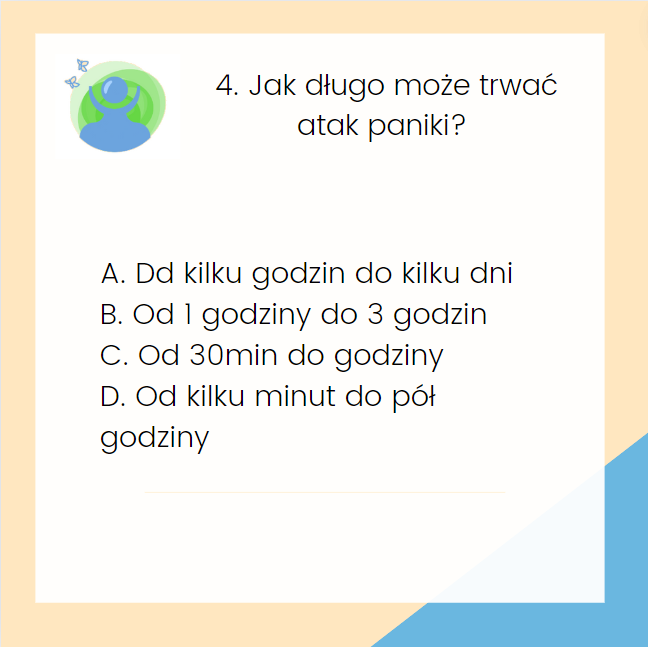 4. Jak długo może trwać
atak paniki?
A. Dd kilku godzin do kilku dni
B. Od 1 godziny do 3 godzin
C. Od 30min do godziny
D. Od kilku minut do pół
godziny